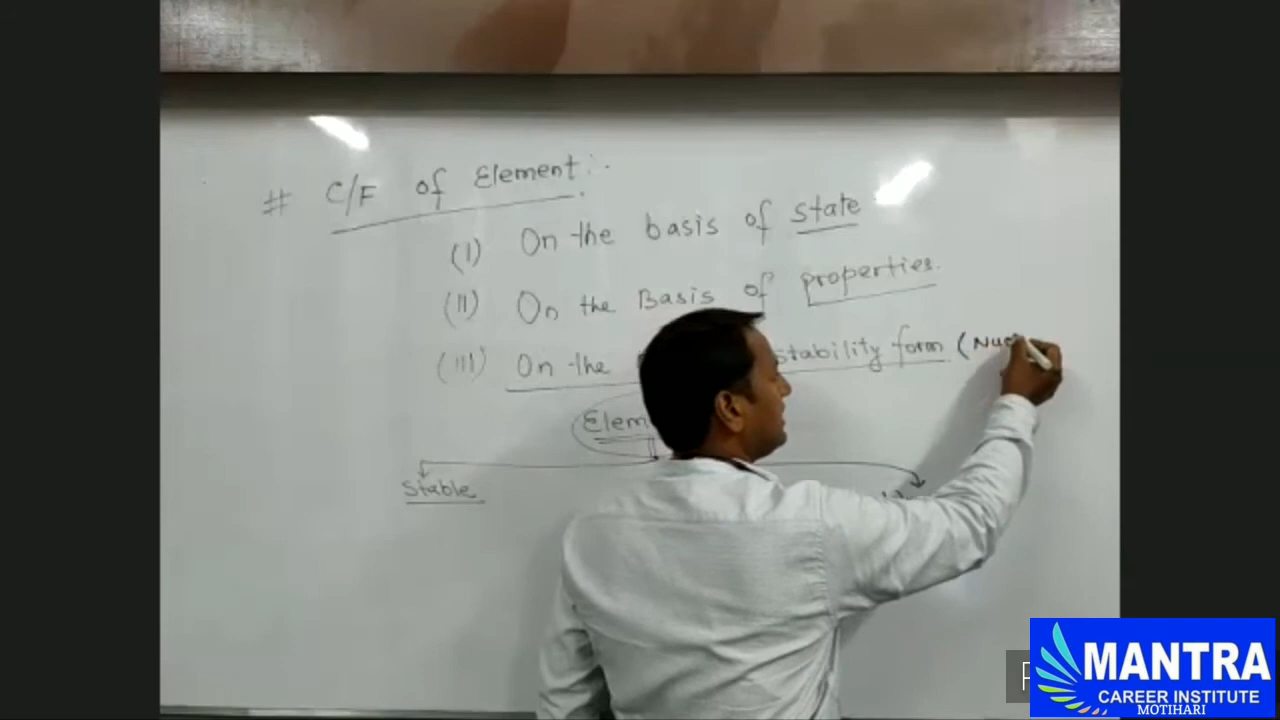 # C/F of Element :-
(I) On the basis of state
(II) On the Basis of properties.
(III) On the stability form (Nu
Elem
Stable
MANTRA
CAREER INSTITUTE
MOTIHARI